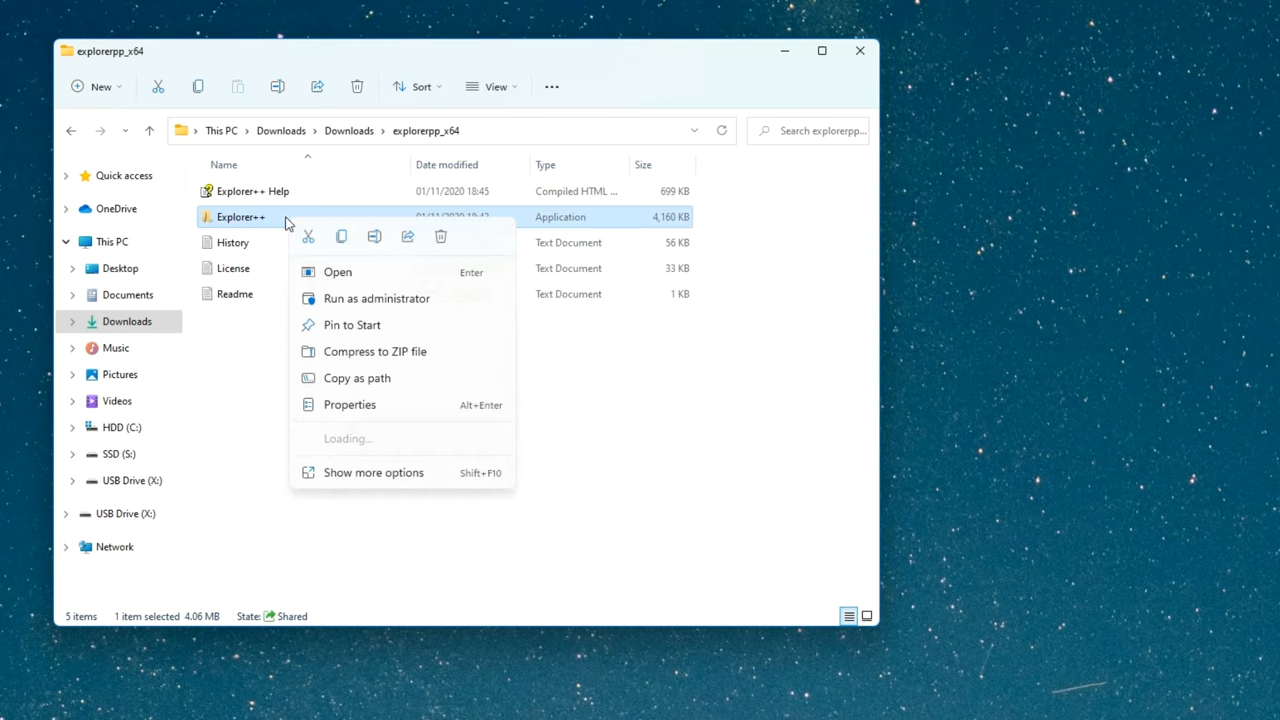 explorerpp_x64
New
Sort
View
This PC > Downloads > Downloads > explorerpp_x64
Search explorerpp...
Name Date modified Type Size
Explorer++ Help 01/11/2020 18:45 Compiled HTML ... 699 KB
Explorer++ Application 4,160 KB
History Text Document 56 KB
License Text Document 33 KB
Readme Text Document 1 KB
Quick access
OneDrive
This PC
Desktop
Documents
Downloads
Music
Pictures
Videos
HDD (C:)
SSD (S:)
USB Drive (X:)
USB Drive (X:)
Network
Open Enter
Run as administrator
Pin to Start
Compress to ZIP file
Copy as path
Properties Alt+Enter
Loading...
Show more options Shift+F10
5 items 1 item selected 4.06 MB State: Shared